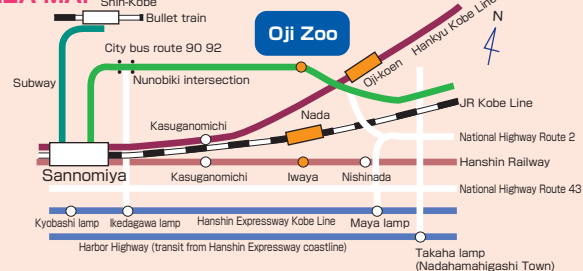 Shin-Kobe
Bullet train
City bus route 90 92
Oji Zoo
Hankyu Kobe Line
N
Subway
Nunobiki intersection
Oji-koen
Nada
JR Kobe Line
Kasuganomichi
National Highway Route 2
Sannomiya
Kasuganomichi
Iwaya
Nishinada
Hanshin Railway
National Highway Route 43
Kyobashi lamp
Ikedagawa lamp
Hanshin Expressway Kobe Line
Maya lamp
Harbor Highway (transit from Hanshin Expressway coastline)
Takaha lamp
(Nadahamahigashi Town)